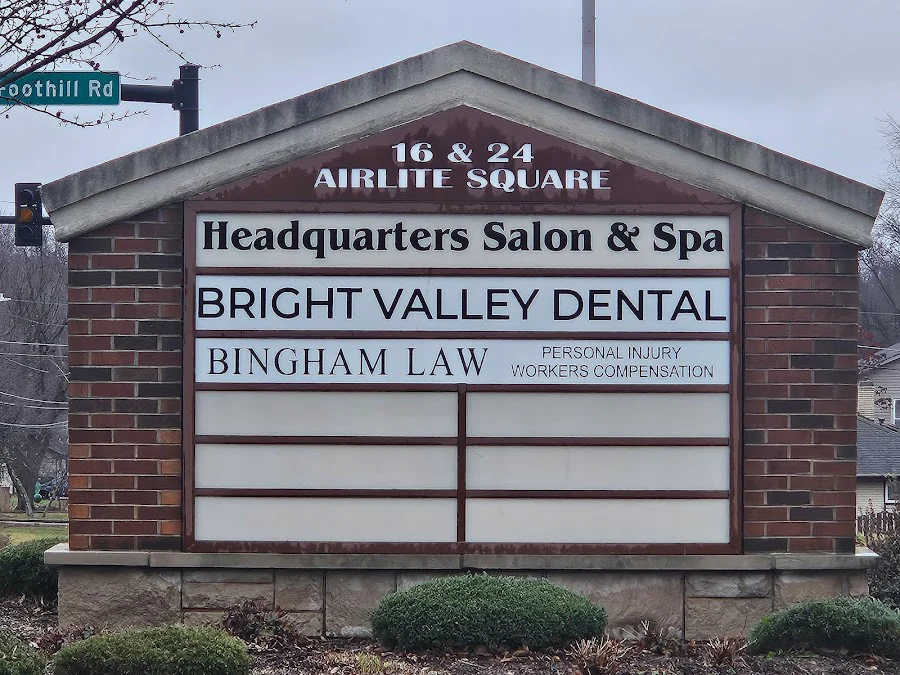 Foothill Rd
16 & 24
AIRLITE SQUARE
Headquarters Salon & Spa
BRIGHT VALLEY DENTAL
BINGHAM LAW
PERSONAL INJURY
WORKERS COMPENSATION